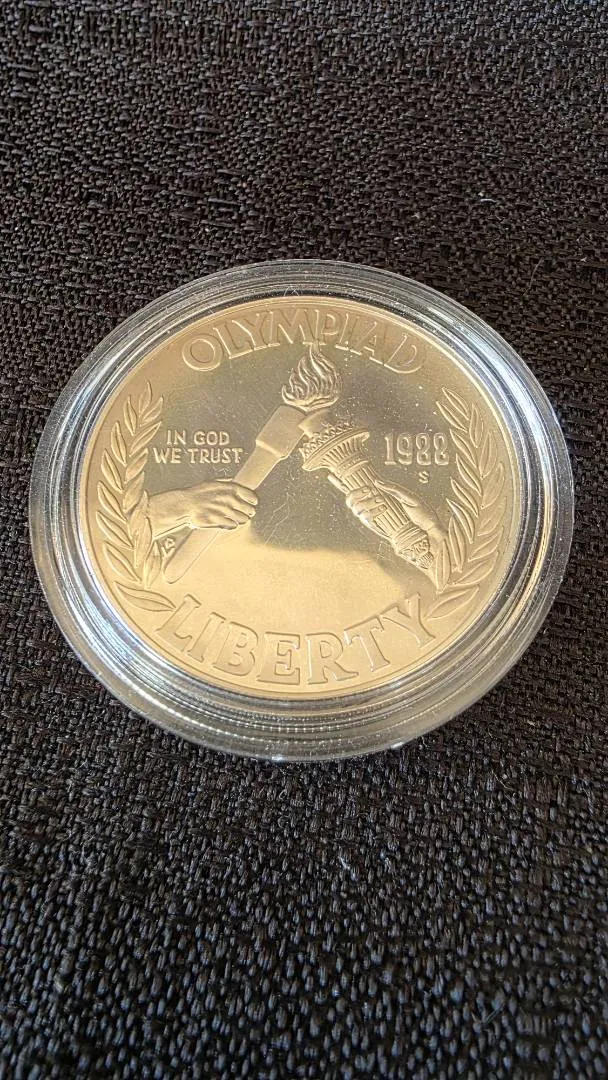 OLYMPIAD
IN GOD
WE TRUST
1988
S
LIBERTY